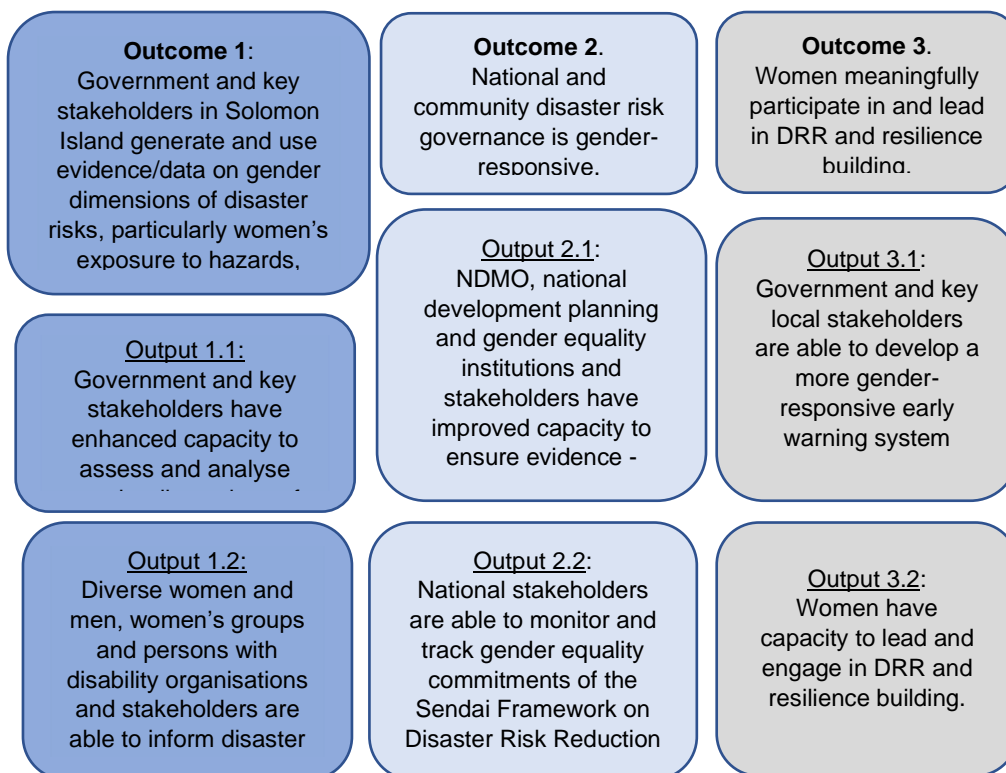 Outcome 1:
Government and key
stakeholders in Solomon
Island generate and use
evidence/data on gender
dimensions of disaster
risks, particularly women’s
exposure to hazards,
Output 1.1:
Government and key
stakeholders have
enhanced capacity to
assess and analyse
Output 1.2:
Diverse women and
men, women’s groups
and persons with
disability organisations
and stakeholders are
able to inform disaster
Outcome 2.
National and
community disaster risk
governance is gender-
responsive.
Output 2.1:
NDMO, national
development planning
and gender equality
institutions and
stakeholders have
improved capacity to
ensure evidence -
Output 2.2:
National stakeholders
are able to monitor and
track gender equality
commitments of the
Sendai Framework on
Disaster Risk Reduction
Outcome 3.
Women meaningfully
participate in and lead
in DRR and resilience
building.
Output 3.1:
Government and key
local stakeholders
are able to develop a
more gender-
responsive early
warning system
Output 3.2:
Women have
capacity to lead and
engage in DRR and
resilience building.